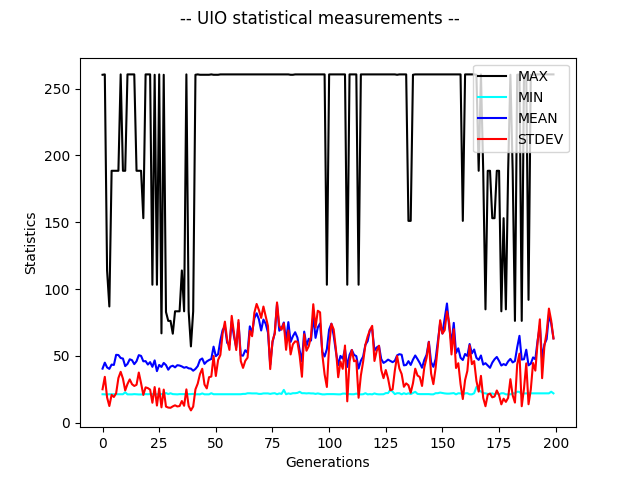 -- UIO statistical measurements --
MAX
MIN
MEAN
STDEV
Statistics
250
200
150
100
50
0
0 25 50 75 100 125 150 175 200
Generations